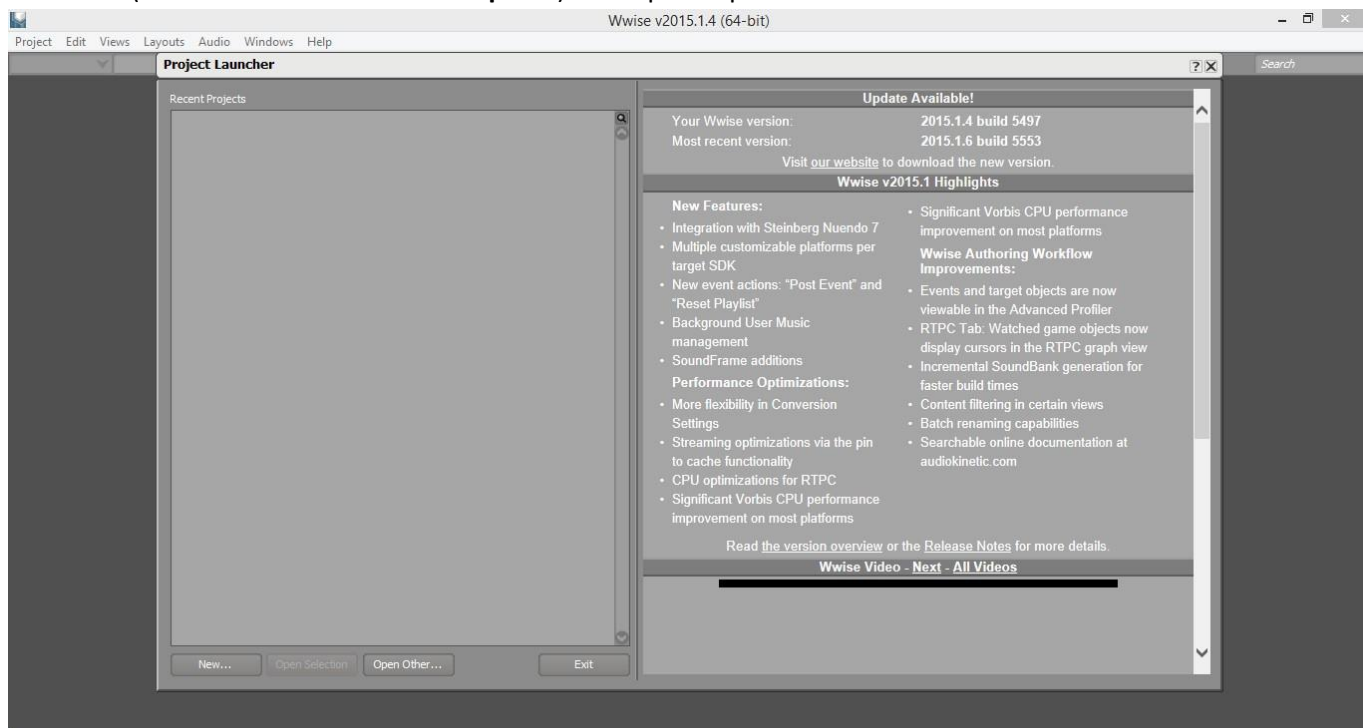 Wwise v2015.1.4 (64-bit)
Project Edit Views Layouts Audio Windows Help
Project Launcher
Search
Recent Projects
New...
Open Selection
Open Other...
Exit
Update Available!
Your Wwise version: 2015.1.4 build 5497
Most recent version: 2015.1.6 build 5553
Visit our website to download the new version.
Wwise v2015.1 Highlights
New Features:
• Integration with Steinberg Nuendo 7
• Multiple customizable platforms per
target SDK
• New event actions: "Post Event" and
"Reset Playlist"
• Background User Music
management
• SoundFrame additions
Performance Optimizations:
• More flexibility in Conversion
Settings
• Streaming optimizations via the pin
to cache functionality
• CPU optimizations for RTPC
• Significant Vorbis CPU performance
improvement on most platforms
• Significant Vorbis CPU performance
improvement on most platforms
Wwise Authoring Workflow
Improvements:
• Events and target objects are now
viewable in the Advanced Profiler
• RTPC Tab: Watched game objects now
display cursors in the RTPC graph view
• Incremental SoundBank generation for
faster build times
• Content filtering in certain views
• Batch renaming capabilities
• Searchable online documentation at
audiokinetic.com
Read the version overview or the Release Notes for more details.
Wwise Video - Next - All Videos